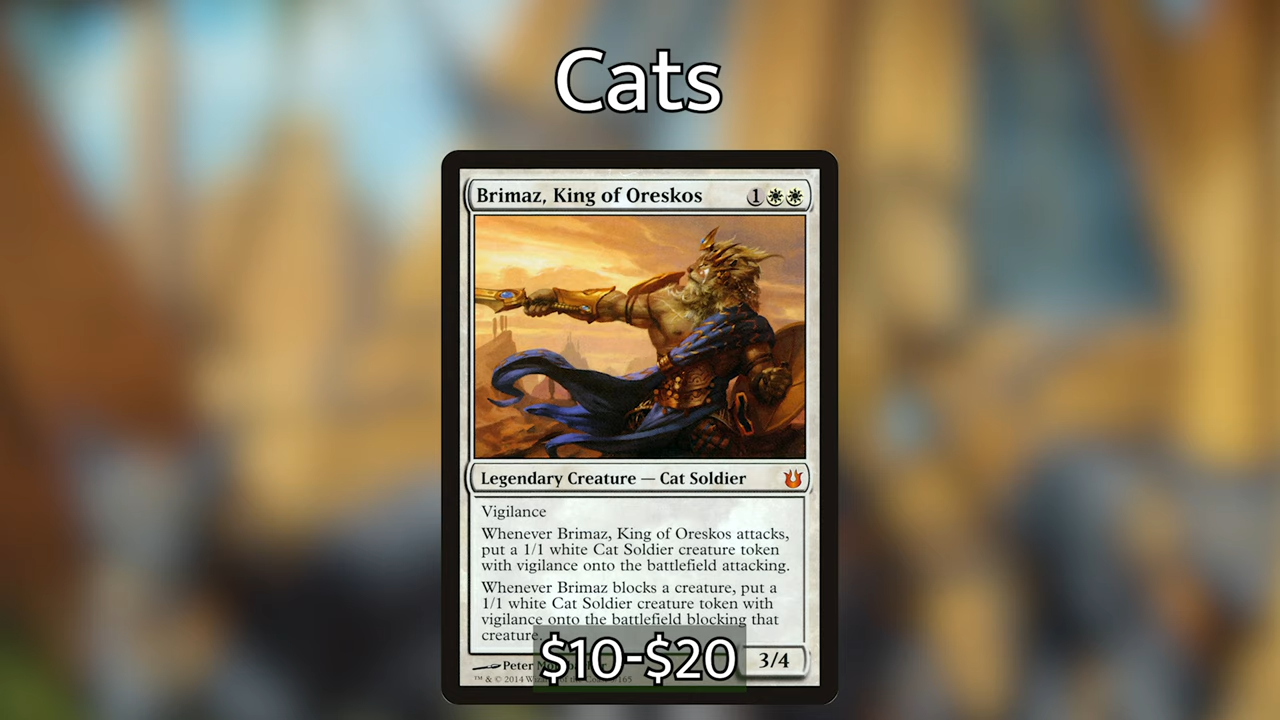 Cats
Brimaz, King of Oreskos 1
Legendary Creature — Cat Soldier
Vigilance
Whenever Brimaz, King of Oreskos attacks,
put a 1/1 white Cat Soldier creature token
with vigilance onto the battlefield attacking.
Whenever Brimaz blocks a creature, put a
1/1 white Cat Soldier creature token with
vigilance onto the battlefield blocking that
creature.
$10-$20
3/4
Peter
™ & © 2014